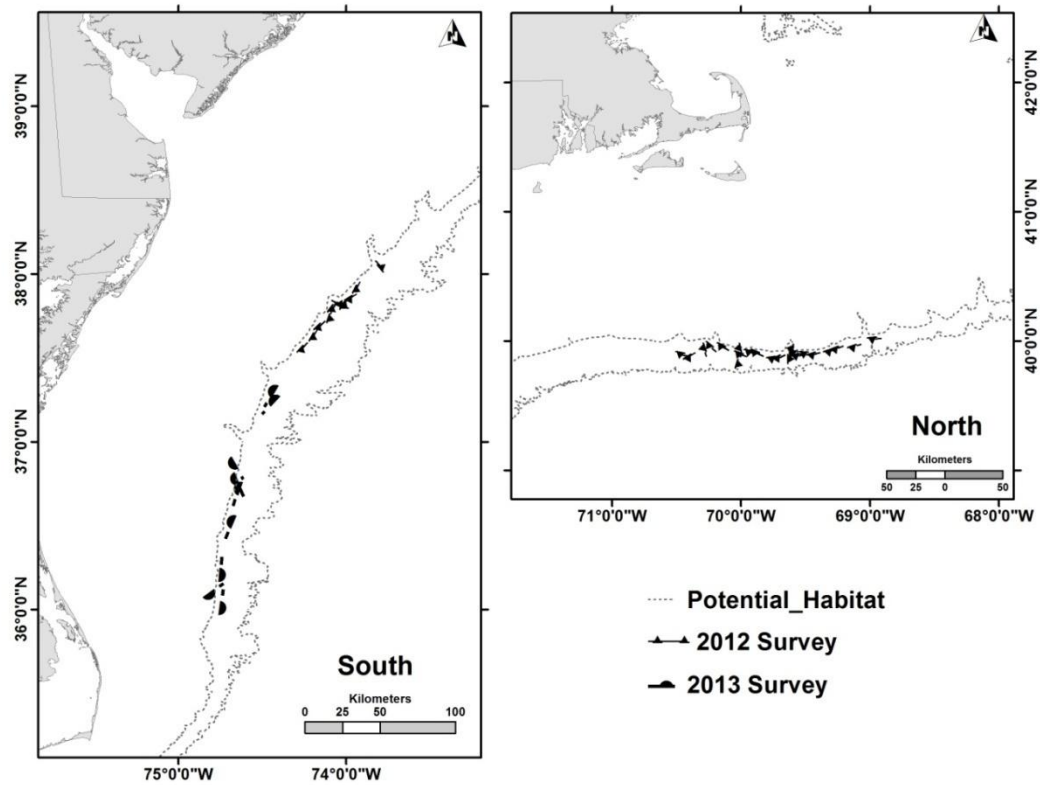 39°0'0"N
38°0'0"N
37°0'0"N
36°0'0"N
N
South
Kilometers
0 25 50 100
75°0'0"W 74°0'0"W
N
42°0'0"N
41°0'0"N
40°0'0"N
North
Kilometers
50 25 0 50
71°0'0"W 70°0'0"W 69°0'0"W 68°0'0"W
Potential_Habitat
2012 Survey
2013 Survey